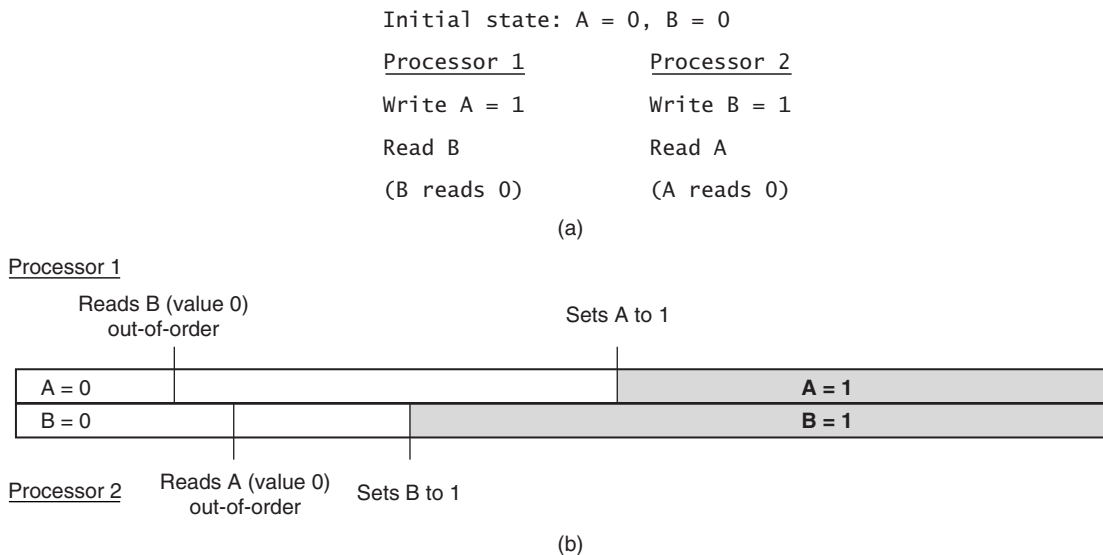 Initial state: A = 0, B = 0
Processor 1 Processor 2
Write A = 1 Write B = 1
Read B Read A
(B reads 0) (A reads 0)
(a)
Processor 1
Reads B (value 0)
out-of-order
Sets A to 1
A = 0 A = 1
B = 0 B = 1
Reads A (value 0)
out-of-order
Sets B to 1
Processor 2
(b)